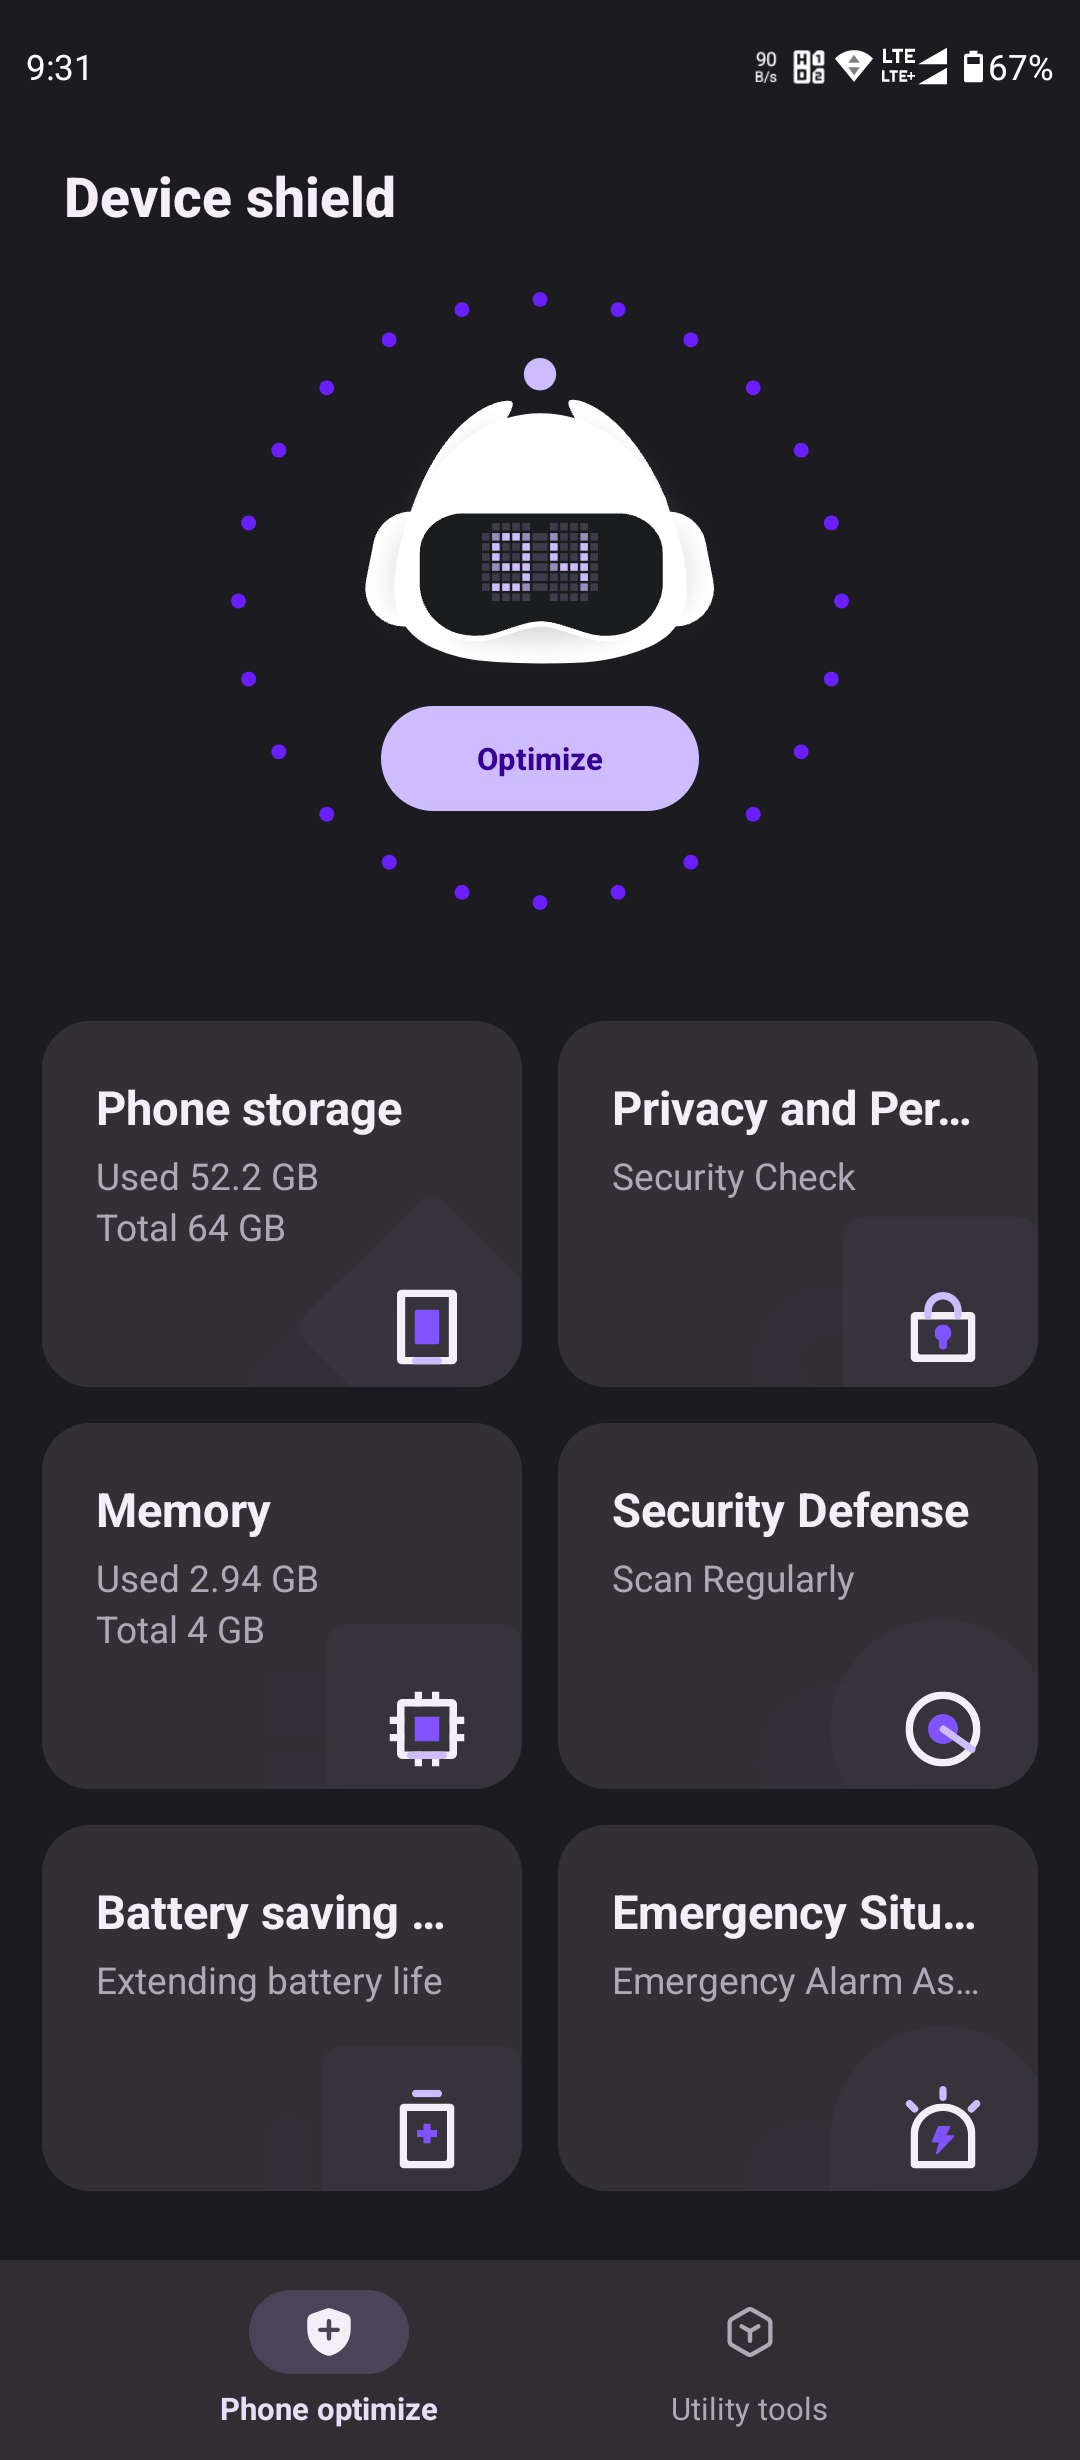 9:31
90
B/s
LTE
LTE+
67%
Device shield
94
Optimize
Phone storage
Used 52.2 GB
Total 64 GB
Privacy and Per...
Security Check
Memory
Used 2.94 GB
Total 4 GB
Security Defense
Scan Regularly
Battery saving ...
Extending battery life
Emergency Situ...
Emergency Alarm As...
Phone optimize
Utility tools